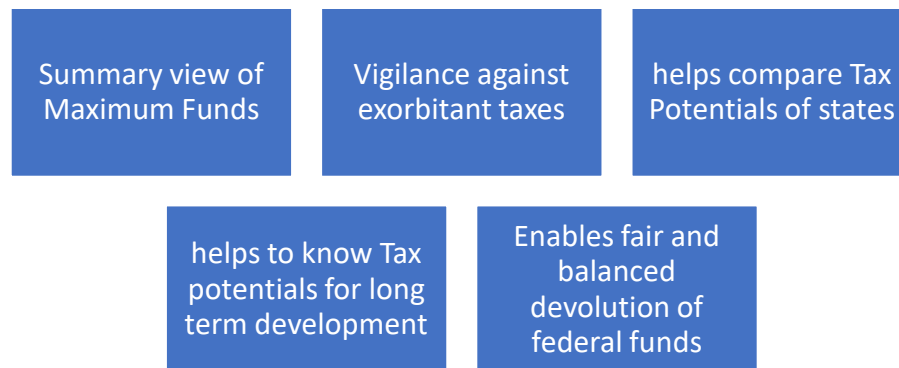 Summary view of
Maximum Funds
Vigilance against
exorbitant taxes
helps compare Tax
Potentials of states
helps to know Tax
potentials for long
term development
Enables fair and
balanced
devolution of
federal funds